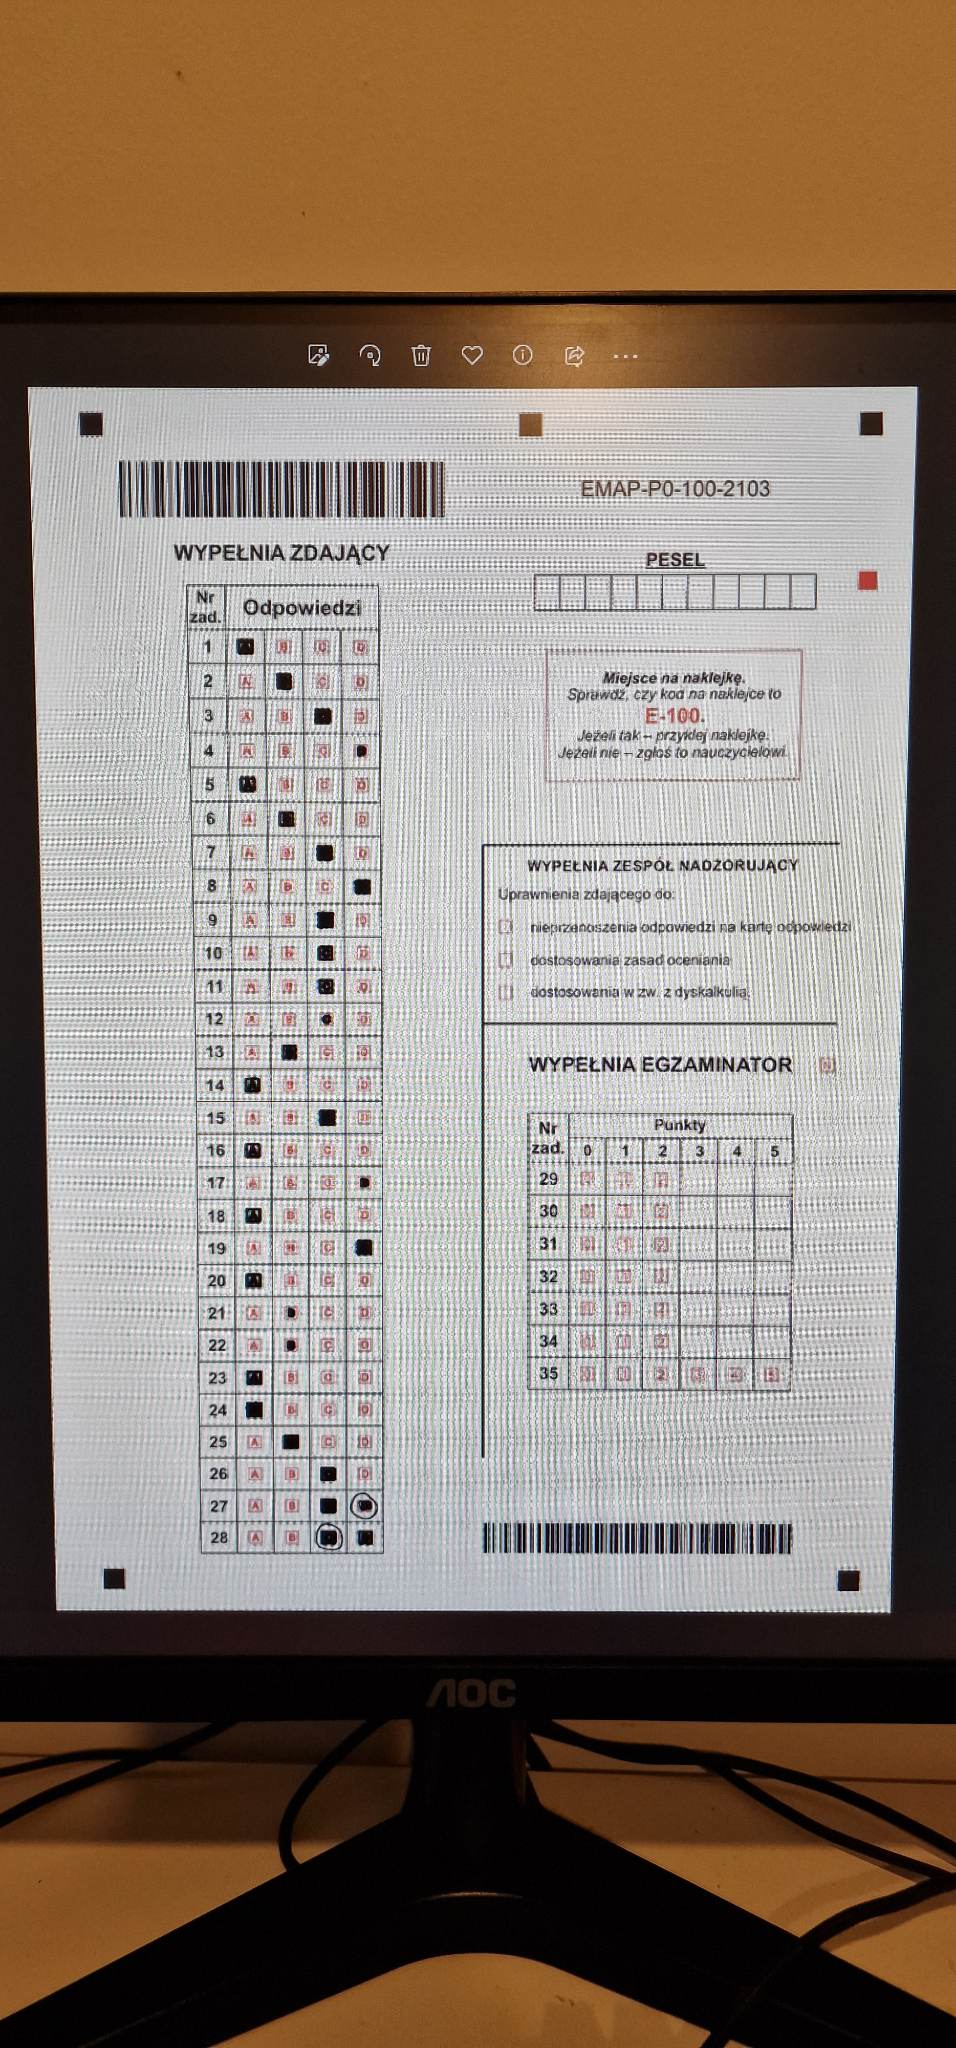 EMAP-P0-100-2103
WYPEŁNIA ZDAJĄCY
Nr
zad.
Odpowiedzi
1 B C D
2 A C D
3 A B D
4 A B C
5 B C D
6 A C D
7 A B D
8 A B C
9 A B D
10 A B D
11 A B D
12 A B D
13 A C D
14 B C D
15 A B D
16 B C D
17 A B C
18 B C D
19 A B C
20 B C D
21 A C D
22 A C D
23 B C D
24 B C D
25 A C D
26 A B D
27 A B
28 A B
PESEL
Miejsce na naklejkę.
Sprawdź, czy kod na naklejce to
E-100.
Jeżeli tak – przyklej naklejkę.
Jeżeli nie – zgłoś to nauczycielowi.
WYPEŁNIA ZESPÓŁ NADZORUJĄCY
Uprawnienia zdającego do:
nieprzenoszenia odpowiedzi na kartę odpowiedzi
dostosowania zasad oceniania
dostosowania w zw. z dyskalkulią.
WYPEŁNIA EGZAMINATOR
Nr
zad.
Punkty
0 1 2 3 4 5
29 0 1 2
30 0 1 2
31 0 1 2
32 0 1 2
33 0 1 2
34 0 1 2
35 0 1 2 3 4 5
AOC